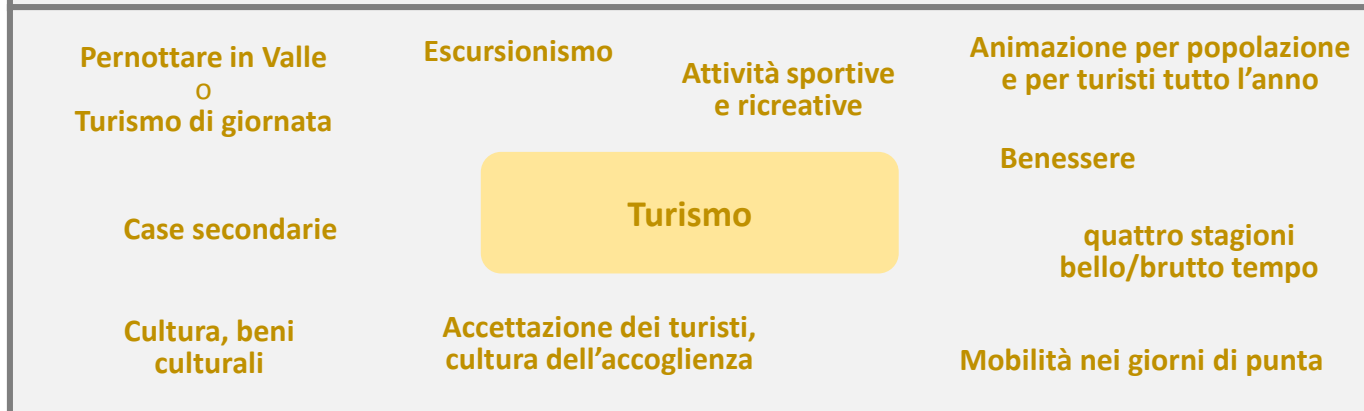 Pernottare in Valle
o
Turismo di giornata
Escursionismo
Attività sportive
e ricreative
Animazione per popolazione
e per turisti tutto l’anno
Benessere
Turismo
Case secondarie
quattro stagioni
bello/brutto tempo
Cultura, beni
culturali
Accettazione dei turisti,
cultura dell’accoglienza
Mobilità nei giorni di punta